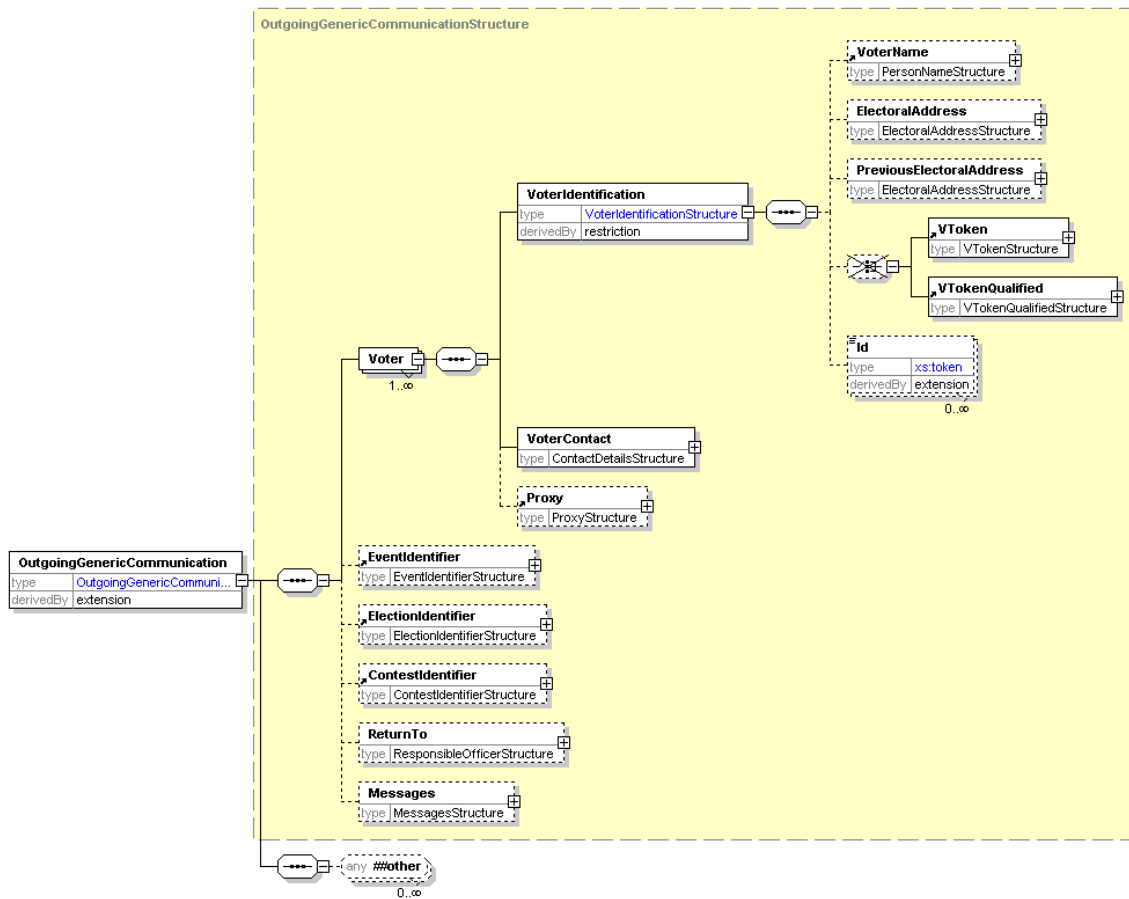 OutgoingGenericCommunicationStructure
VoterName
type PersonNameStructure
ElectoralAddress
type ElectoralAddressStructure
PreviousElectoralAddress
type ElectoralAddressStructure
VoterIdentification
type VoterIdentificationStructure
derivedBy restriction
VToken
type VTokenStructure
VTokenQualified
type VTokenQualifiedStructure
Id
type xs:token
derivedBy extension
0..∞
Voter
1..∞
VoterContact
type ContactDetailsStructure
Proxy
type ProxyStructure
OutgoingGenericCommunication
type OutgoingGenericCommuni...
derivedBy extension
EventIdentifier
type EventIdentifierStructure
ElectionIdentifier
type ElectionIdentifierStructure
ContestIdentifier
type ContestIdentifierStructure
ReturnTo
type ResponsibleOfficerStructure
Messages
type MessagesStructure
any ##other
0..∞